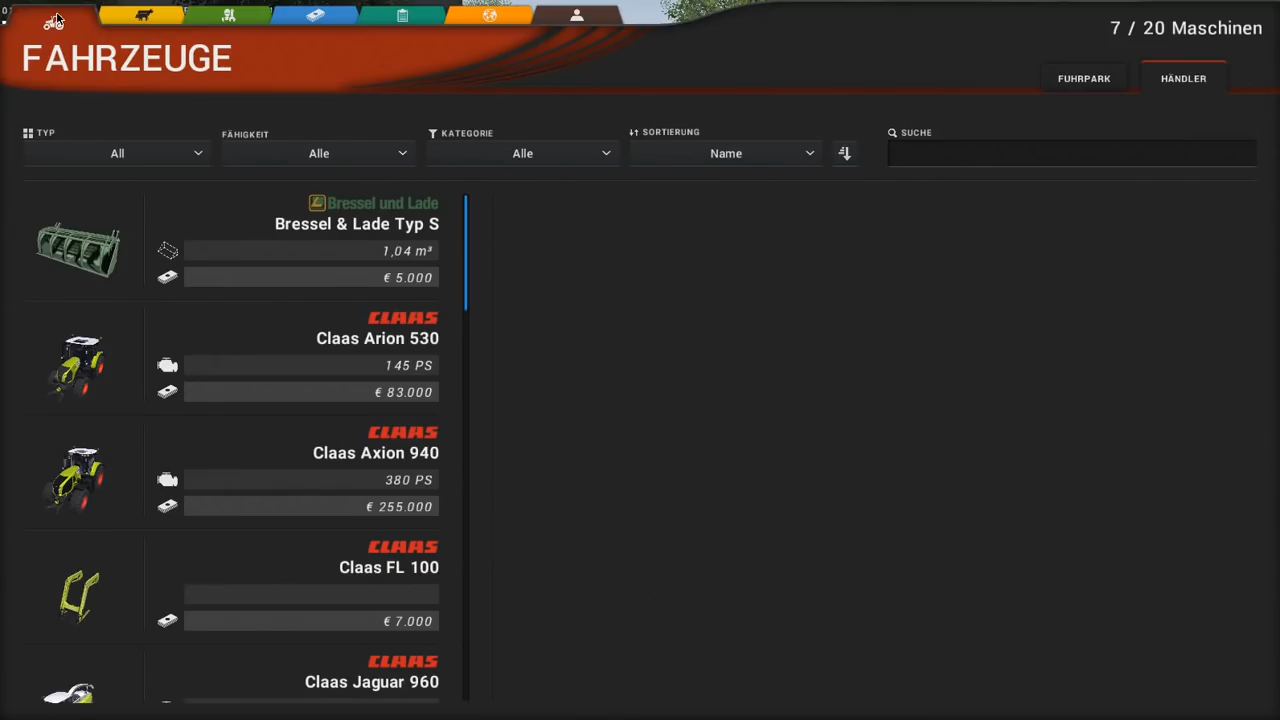 7 / 20 Maschinen
FAHRZEUGE
FUHRPARK
HÄNDLER
TYP
FÄHIGKEIT
KATEGORIE
SORTIERUNG
SUCHE
All
Alle
Alle
Name
Bressel und Lade
Bressel & Lade Typ S
1,04 m³
€ 5.000
CLAAS
Claas Arion 530
145 PS
€ 83.000
CLAAS
Claas Axion 940
380 PS
€ 255.000
CLAAS
Claas FL 100
€ 7.000
CLAAS
Claas Jaguar 960